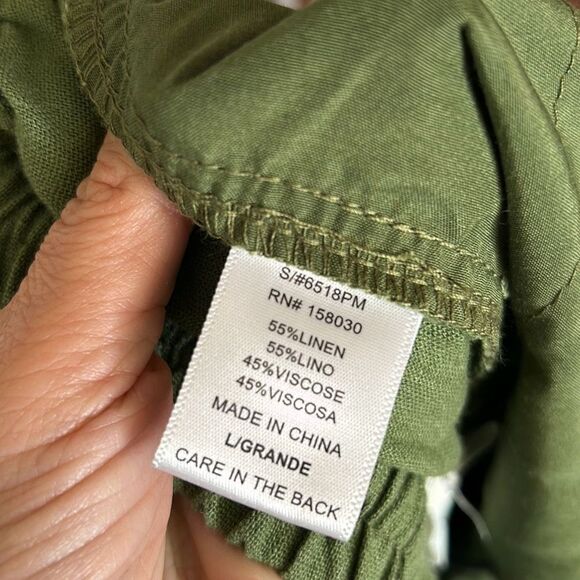 S/#6518PM
RN# 158030
55%LINEN
55%LINO
45%VISCOSE
45%VISCOSA
MADE IN CHINA
L/GRANDE
CARE IN THE BACK